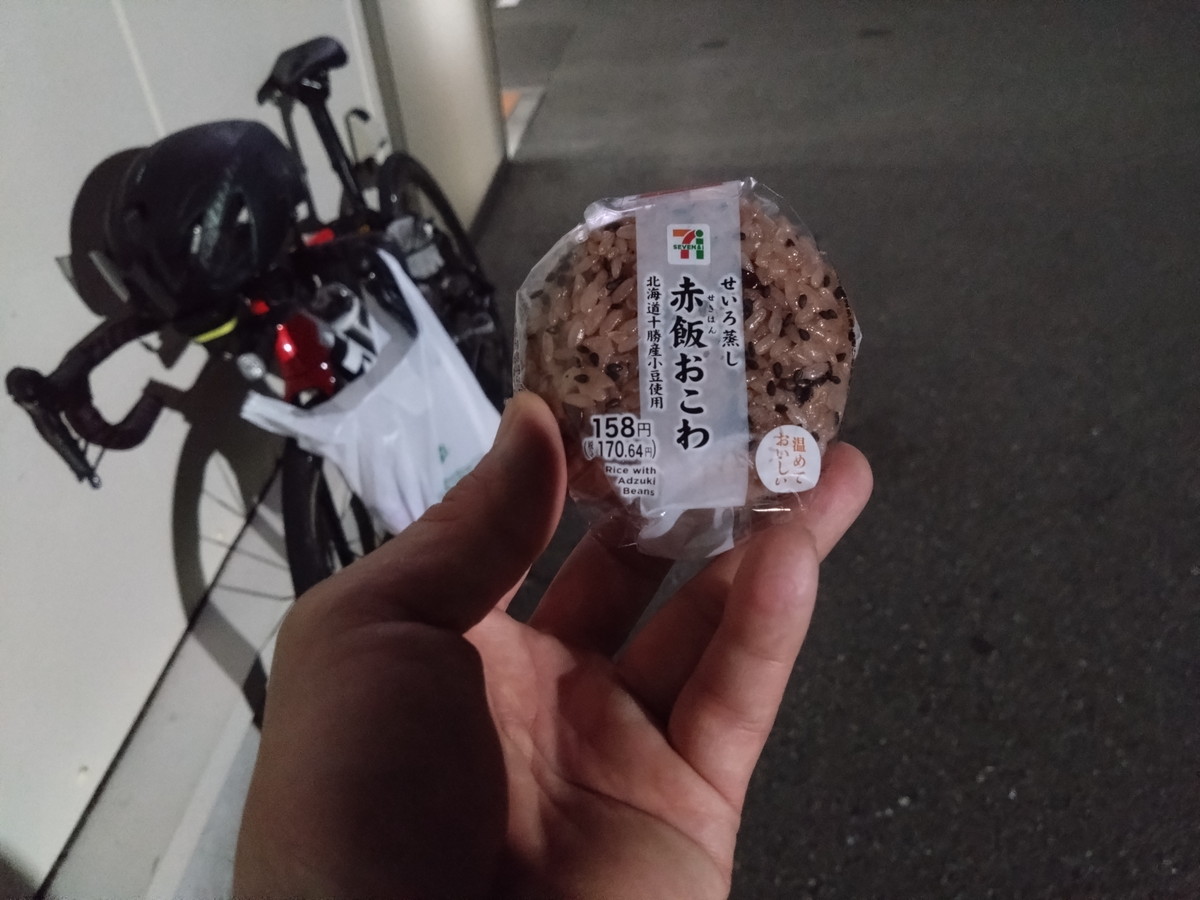 SEVEN&i
せいろ蒸し
赤飯おこわ
せきはん
北海道十勝産小豆使用
158円
170.64円)
Rice with
Adzuki
Beans
温めて
おいしい